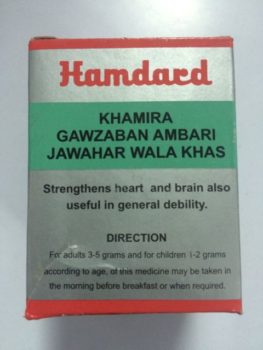 Hamdard
KHAMIRA
GAWZABAN AMBARI
JAWAHAR WALA KHAS
Strengthens heart and brain also
useful in general debility.
DIRECTION
For adults 3-5 grams and for children 1-2 grams
according to age, of this medicine may be taken in
the morning before breakfast or when required.